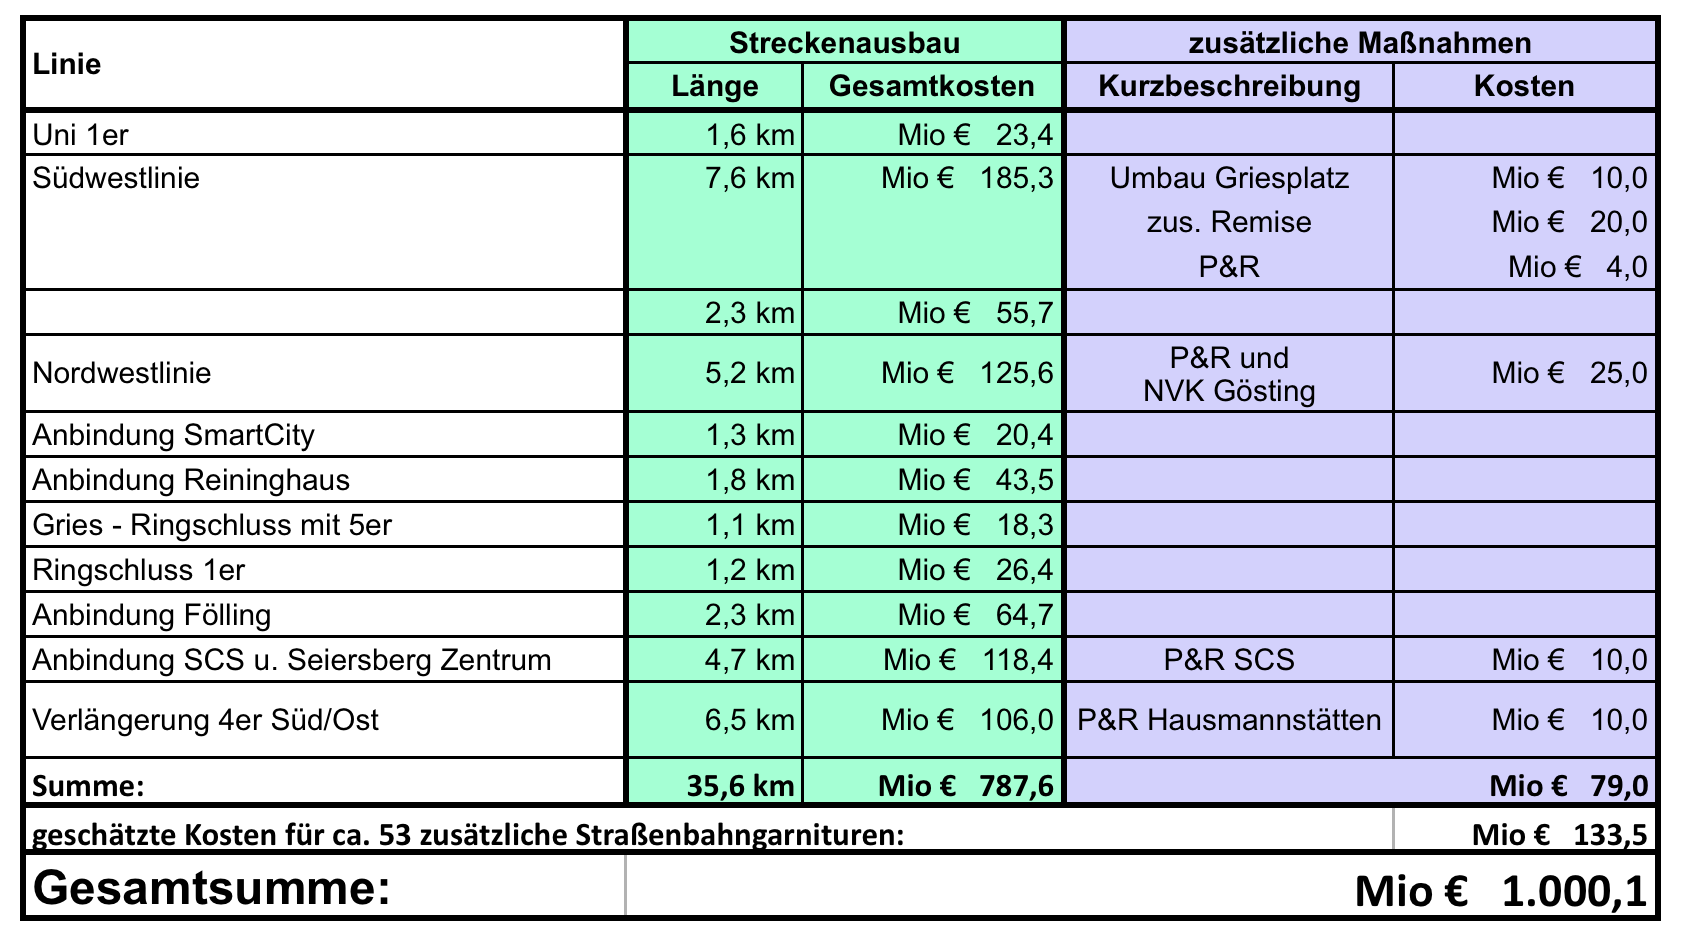 Linie Streckenausbau zusätzliche Maßnahmen
Länge Gesamtkosten Kurzbeschreibung Kosten
Uni 1er 1,6 km Mio € 23,4
Südwestlinie 7,6 km Mio € 185,3 Umbau Griesplatz Mio € 10,0
zus. Remise Mio € 20,0
P&R Mio € 4,0
2,3 km Mio € 55,7
Nordwestlinie 5,2 km Mio € 125,6 P&R und
NVK Gösting Mio € 25,0
Anbindung SmartCity 1,3 km Mio € 20,4
Anbindung Reininghaus 1,8 km Mio € 43,5
Gries - Ringschluss mit 5er 1,1 km Mio € 18,3
Ringschluss 1er 1,2 km Mio € 26,4
Anbindung Fölling 2,3 km Mio € 64,7
Anbindung SCS u. Seiersberg Zentrum 4,7 km Mio € 118,4 P&R SCS Mio € 10,0
Verlängerung 4er Süd/Ost 6,5 km Mio € 106,0 P&R Hausmannstätten Mio € 10,0
Summe: 35,6 km Mio € 787,6 Mio € 79,0
geschätzte Kosten für ca. 53 zusätzliche Straßenbahngarnituren: Mio € 133,5
Gesamtsumme: Mio € 1.000,1